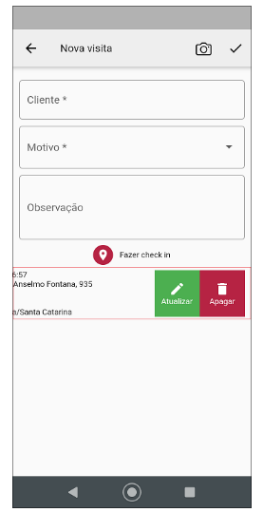 Nova visita
Cliente *
Motivo *
Observação
Fazer check in
6:57
Anselmo Fontana, 935
a/Santa Catarina
Atualizar
Apagar